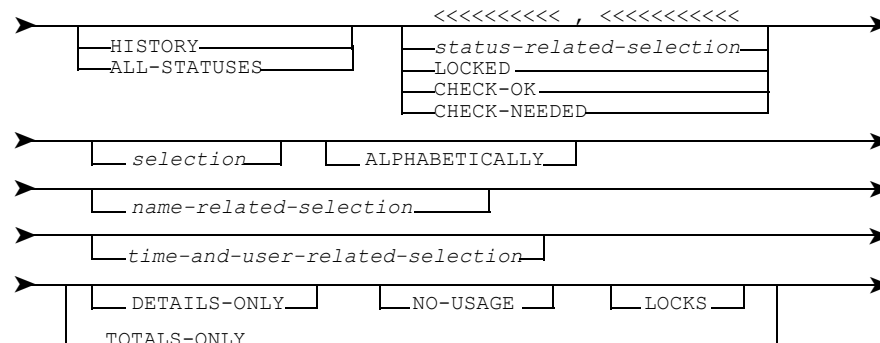 <<<<<<<<<< , <<<<<<<<<<<
HISTORY
ALL-STATUSES
status-related-selection
LOCKED
CHECK-OK
CHECK-NEEDED
selection ALPHABETICALLY
name-related-selection
time-and-user-related-selection
DETAILS-ONLY NO-USAGE LOCKS
TOTALS-ONLY